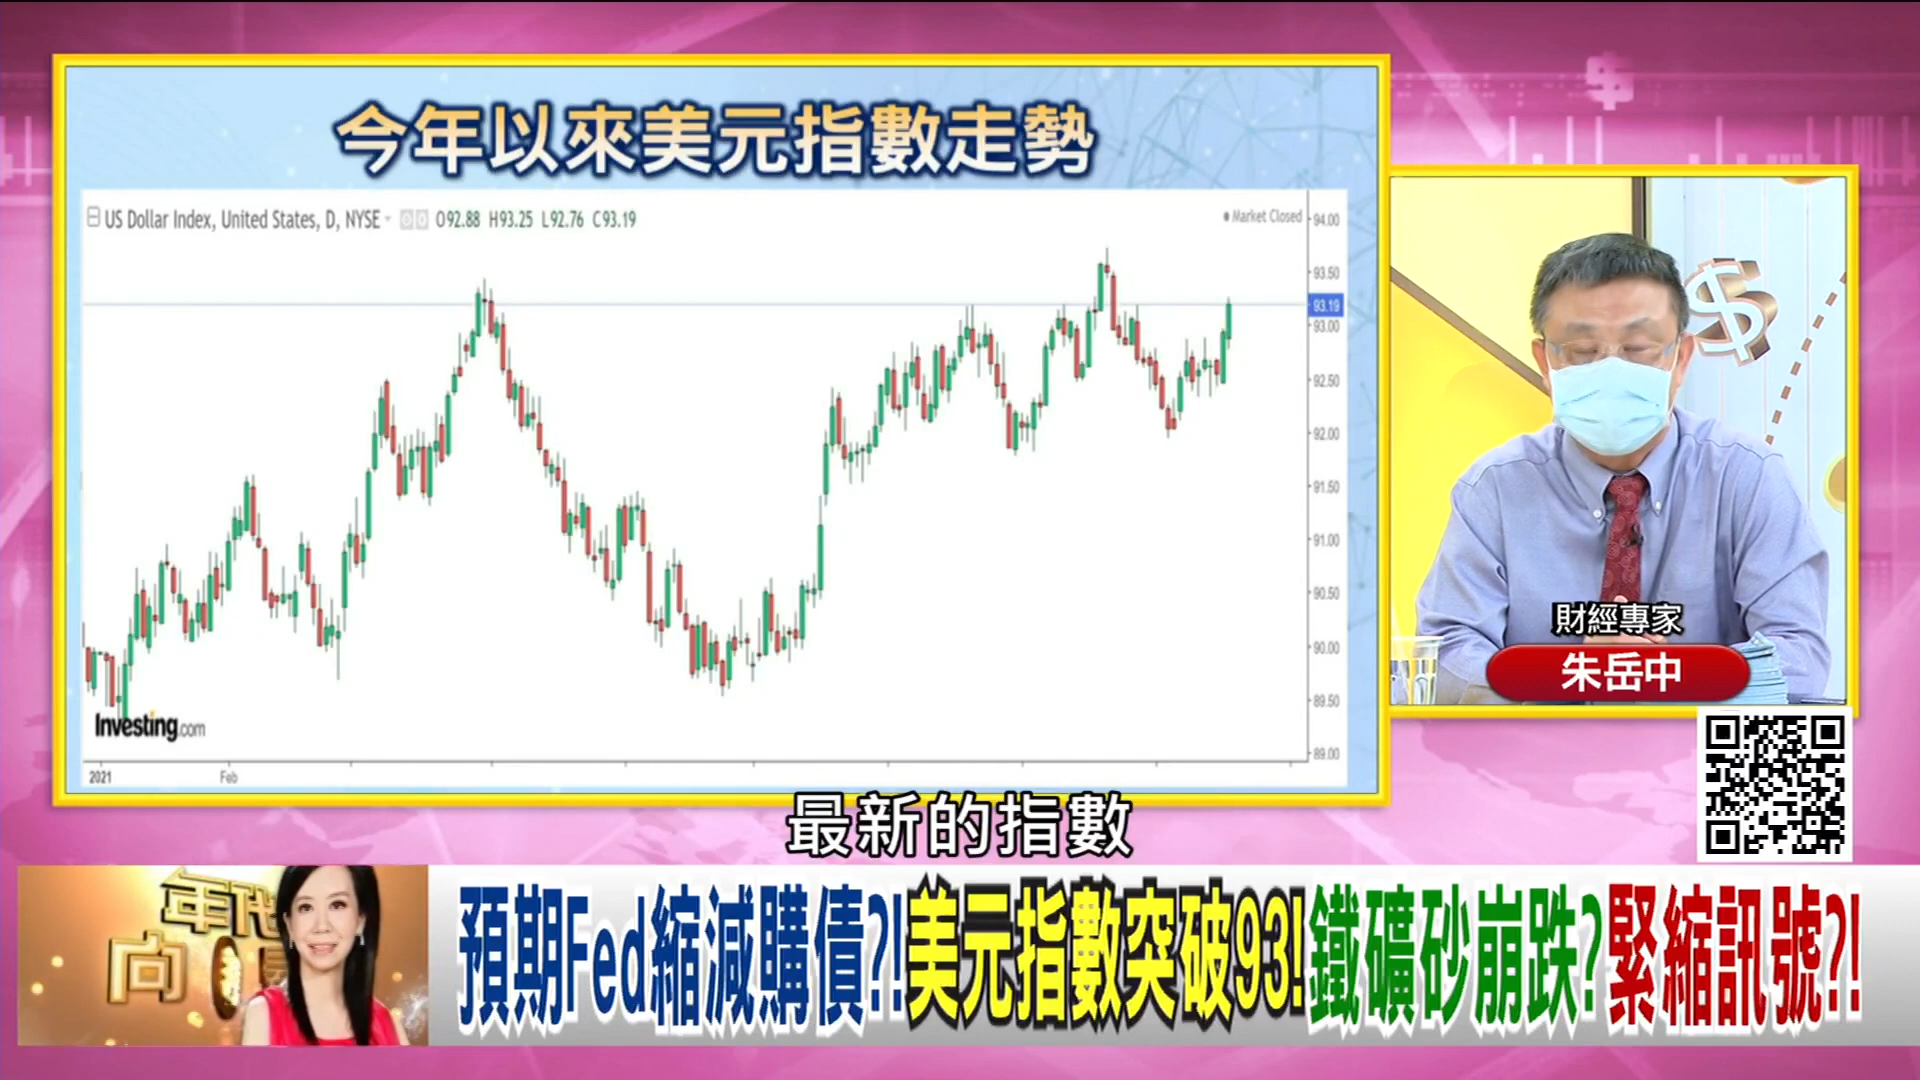 今年以來美元指數走勢
US Dollar Index, United States, D, NYSE O92.88 H93.25 L92.76 C93.19
Market Closed
94.00
93.50
93.19
93.00
92.50
92.00
91.50
91.00
90.50
90.00
89.50
89.00
Investing.com
2021 Feb
財經專家
朱岳中
最新的指數
年代
向
預期Fed縮減購債?!美元指數突破93!鐵礦砂崩跌?緊縮訊號?!